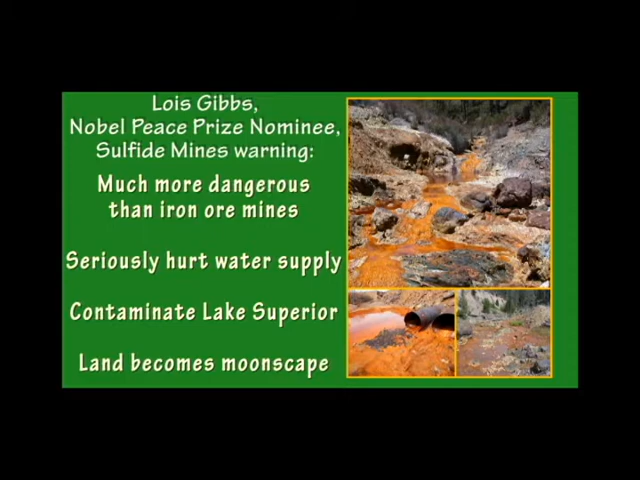 Lois Gibbs,
Nobel Peace Prize Nominee,
Sulfide Mines warning:
Much more dangerous
than iron ore mines
Seriously hurt water supply
Contaminate Lake Superior
Land becomes moonscape